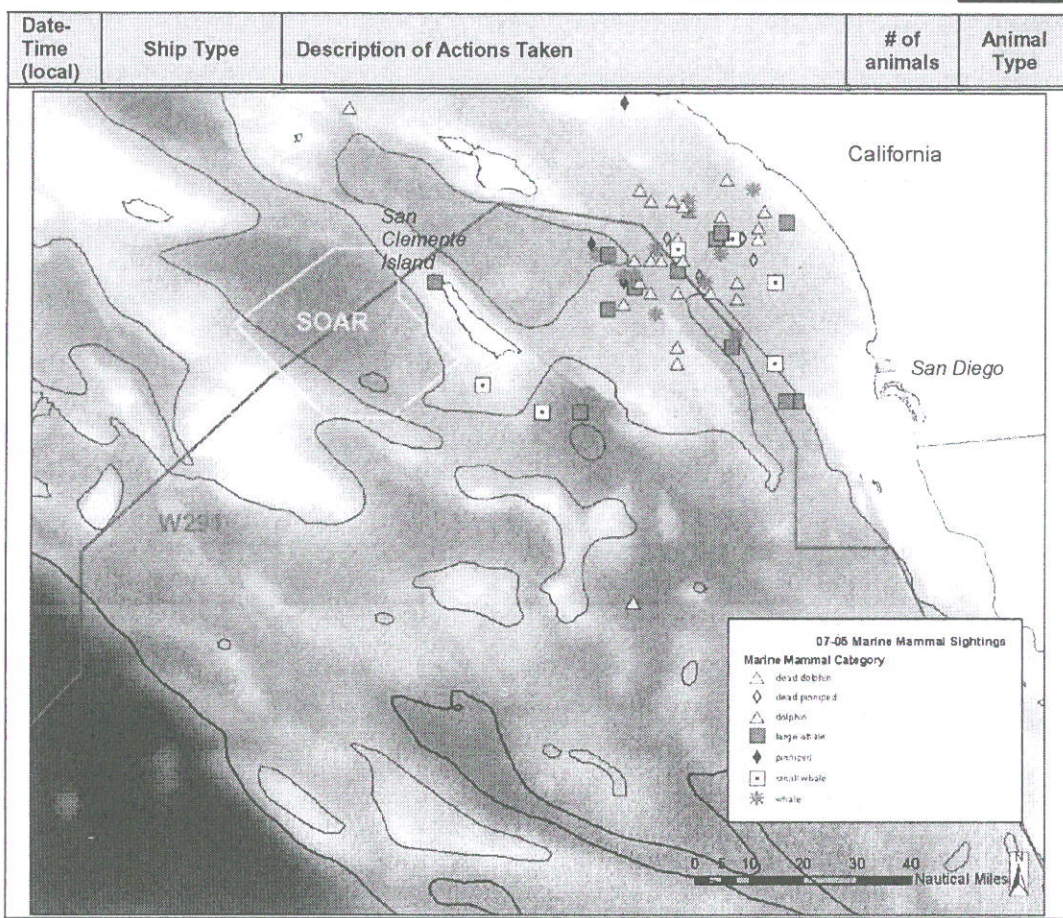 Date-Time (local) Ship Type Description of Actions Taken # of animals Animal Type
California
San
Clemente
Island
SOAR
San Diego
W291
07-05 Marine Mammal Sightings
Marine Mammal Category
dead dolphin
dead pinniped
dolphin
large whale
pinniped
small whale
whale
0 5 10 20 30 40
Nautical Miles
N